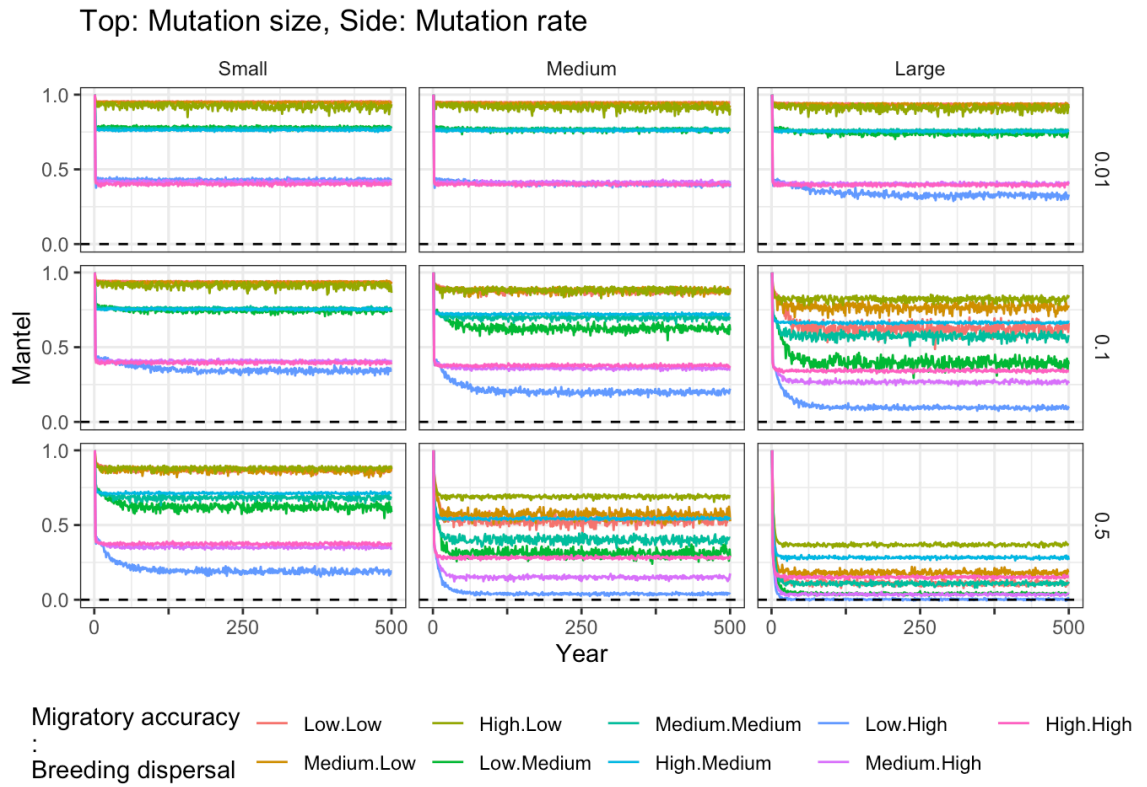 Top: Mutation size, Side: Mutation rate
Small Medium Large
1.0
0.5
0.0
0.01
1.0
0.5
0.0
0.1
1.0
0.5
0.0
0.5
Mantel
0 250 500 0 250 500 0 250 500
Year
Migratory accuracy
:
Breeding dispersal
Low.Low High.Low Medium.Medium Low.High High.High
Medium.Low Low.Medium High.Medium Medium.High